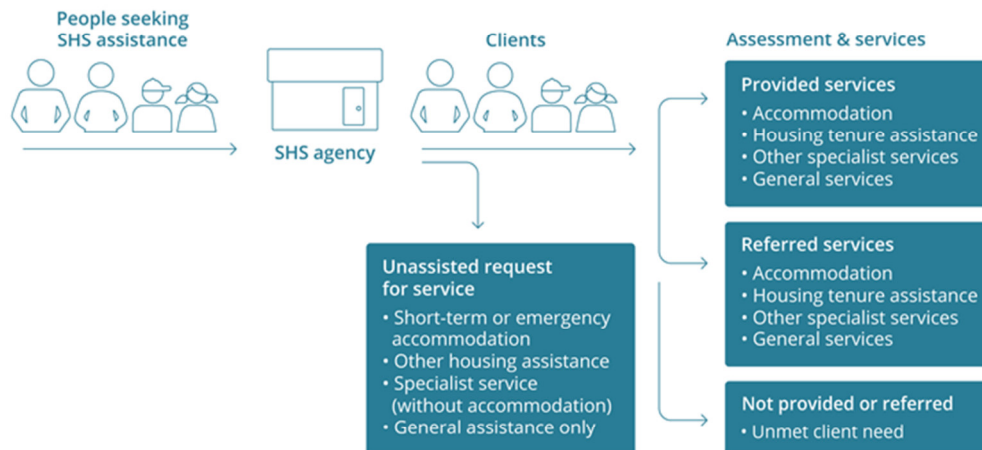 People seeking
SHS assistance
SHS agency
Clients
Unassisted request
for service
• Short-term or emergency
accommodation
• Other housing assistance
• Specialist service
(without accommodation)
• General assistance only
Assessment & services
Provided services
• Accommodation
• Housing tenure assistance
• Other specialist services
• General services
Referred services
• Accommodation
• Housing tenure assistance
• Other specialist services
• General services
Not provided or referred
• Unmet client need